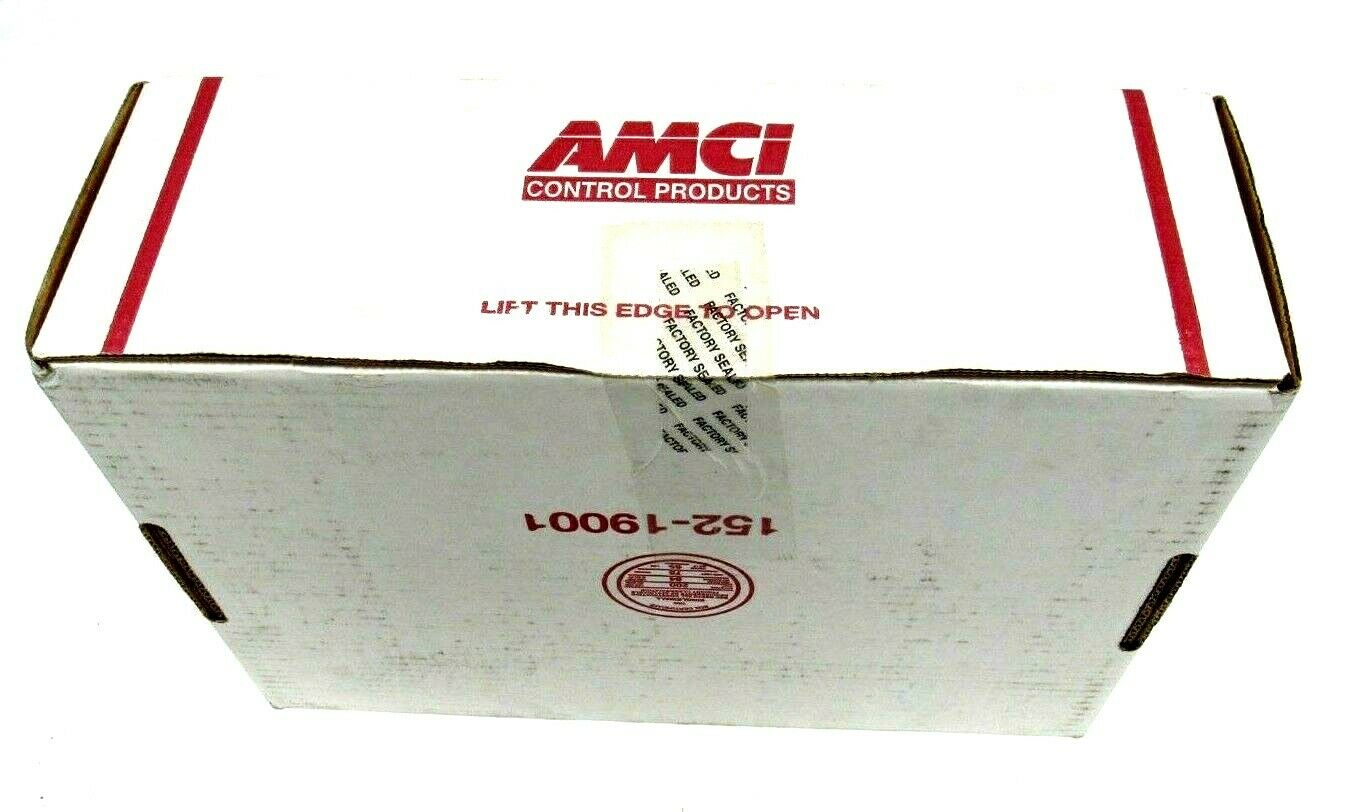 AMCI
CONTROL PRODUCTS
LIFT THIS EDGE TO OPEN
FACTORY SEALED
152-19001